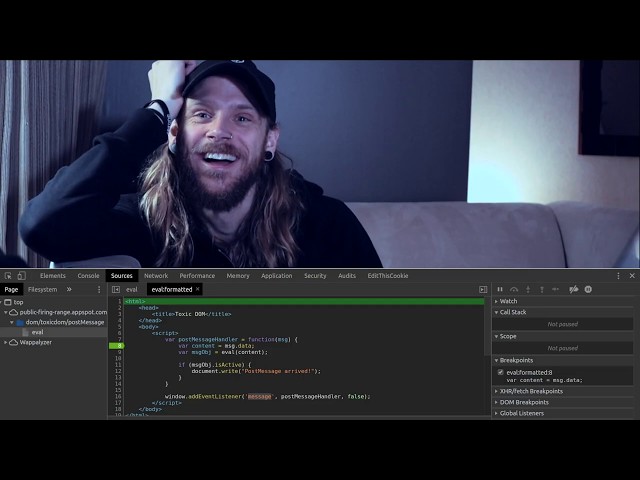 Elements Console Sources Network Performance Memory Application Security Audits EditThisCookie
Page Filesystem »
eval eval:formatted ×
top
public-firing-range.appspot.com
dom/toxicdom/postMessage
eval
Wappalyzer
1 <html>
2 <head>
3 <title>Toxic DOM</title>
4 </head>
5 <body>
6 <script>
7 var postMessageHandler = function(msg) {
8 var content = msg.data;
9 var msgObj = eval(content);
10
11 if (msgObj.isActive) {
12 document.write("PostMessage arrived!");
13 }
14 }
15
16 window.addEventListener('message', postMessageHandler, false);
17 </script>
18 </body>
19 </html>
Watch
Call Stack
Not paused
Scope
Not paused
Breakpoints
eval:formatted:8
var content = msg.data;
XHR/fetch Breakpoints
DOM Breakpoints
Global Listeners